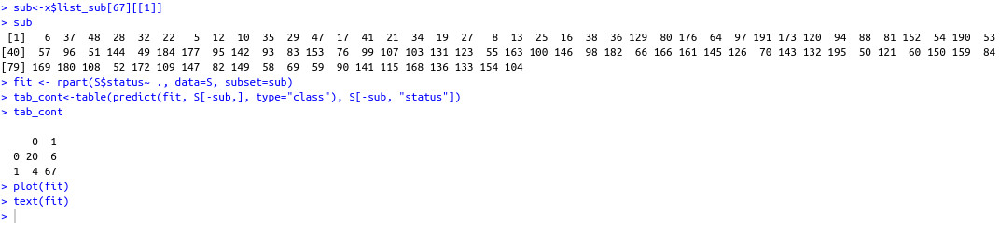 > sub<-x$list_sub[67][[1]]
> sub
[1] 6 37 48 28 32 22 5 12 10 35 29 47 17 41 21 34 19 27 8 13 25 16 38 36 129 80 176 64 97 191 173 120 94 88 81 152 54 190 53
[40] 57 96 51 144 49 184 177 95 142 93 83 153 76 99 107 103 131 123 55 163 100 146 98 182 66 166 161 145 126 70 143 132 195 50 121 60 150 159 84
[79] 169 180 108 52 172 109 147 82 149 58 69 59 90 141 115 168 136 133 154 104
> fit <- rpart(S$status~ ., data=S, subset=sub)
> tab_cont<-table(predict(fit, S[-sub,], type="class"), S[-sub, "status"])
> tab_cont
0 1
0 20 6
1 4 67
> plot(fit)
> text(fit)
>